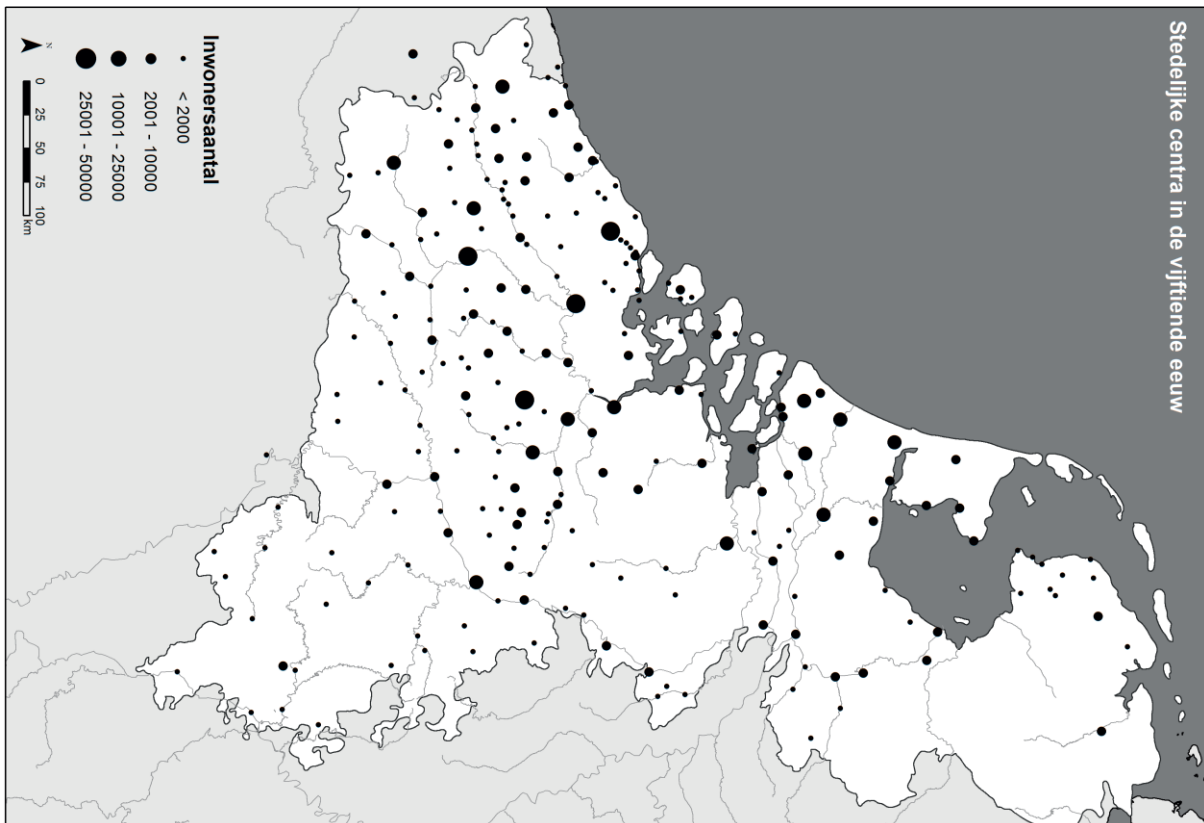 Stedelijke centra in de vijftiende eeuw
Inwonersaantal
< 2000
2001 - 10000
10001 - 25000
25001 - 50000
N
0 25 50 75 100
km